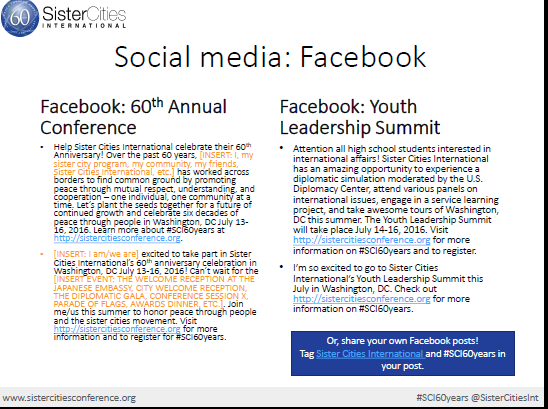 60
SisterCities
INTERNATIONAL
Social media: Facebook
Facebook: 60th Annual
Conference
• Help Sister Cities International celebrate their 60th
Anniversary! Over the past 60 years, [INSERT: I, my
sister city program, my community, my friends,
Sister Cities International, etc.] has worked across
borders to find common ground by promoting
peace through mutual respect, understanding, and
cooperation – one individual, one community at a
time. Let's plant the seeds together for a future of
continued growth and celebrate six decades of
peace through people in Washington, DC July 13-
16, 2016. Learn more about #SCI60years at
http://sistercitiesconference.org.
• [INSERT: I am/we are] excited to take part in Sister
Cities International's 60th anniversary celebration in
Washington, DC July 13-16, 2016! Can't wait for the
[INSERT EVENT: THE WELCOME RECEPTION AT THE
JAPANESE EMBASSY, CITY WELCOME RECEPTION,
THE DIPLOMATIC GALA, CONFERENCE SESSION X,
PARADE OF FLAGS, AWARDS DINNER, ETC.]. Join
me/us this summer to honor peace through people
and the sister cities movement. Visit
http://sistercitiesconference.org for more
information and to register for #SCI60years.
Facebook: Youth
Leadership Summit
• Attention all high school students interested in
international affairs! Sister Cities International
has an amazing opportunity to experience a
diplomatic simulation moderated by the U.S.
Diplomacy Center, attend various panels on
international issues, engage in a service learning
project, and take awesome tours of Washington,
DC this summer. The Youth Leadership Summit
will take place July 14-16, 2016. Visit
http://sistercitiesconference.org for more
information on #SCI60years and to register.
• I'm so excited to go to Sister Cities
International's Youth Leadership Summit this
July in Washington, DC. Check out
http://sistercitiesconference.org for more
information on #SCI60years.
Or, share your own Facebook posts!
Tag Sister Cities International and #SCI60years in
your post.
www.sistercitiesconference.org
#SCI60years @SisterCitiesInt